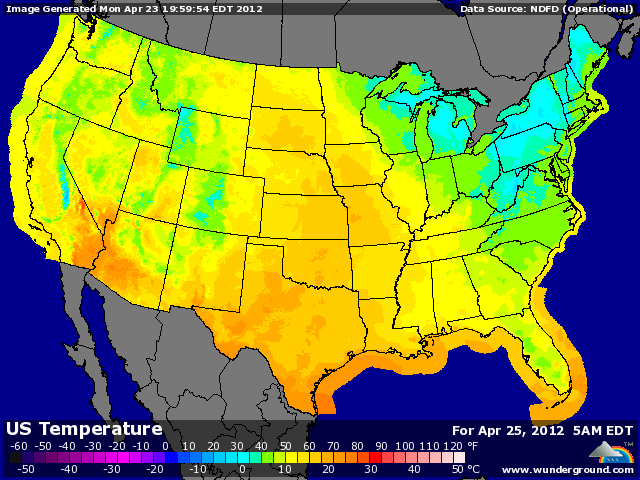 Image Generated Mon Apr 23 19:59:54 EDT 2012 Data Source: NDFD (Operational)
US Temperature For Apr 25, 2012 5AM EDT
-60 -50 -40 -30 -20 -10 0 10 20 30 40 50 60 70 80 90 100 110 120 °F
-50 -40 -30 -20 -10 0 10 20 30 40 50 °C
www.wunderground.com